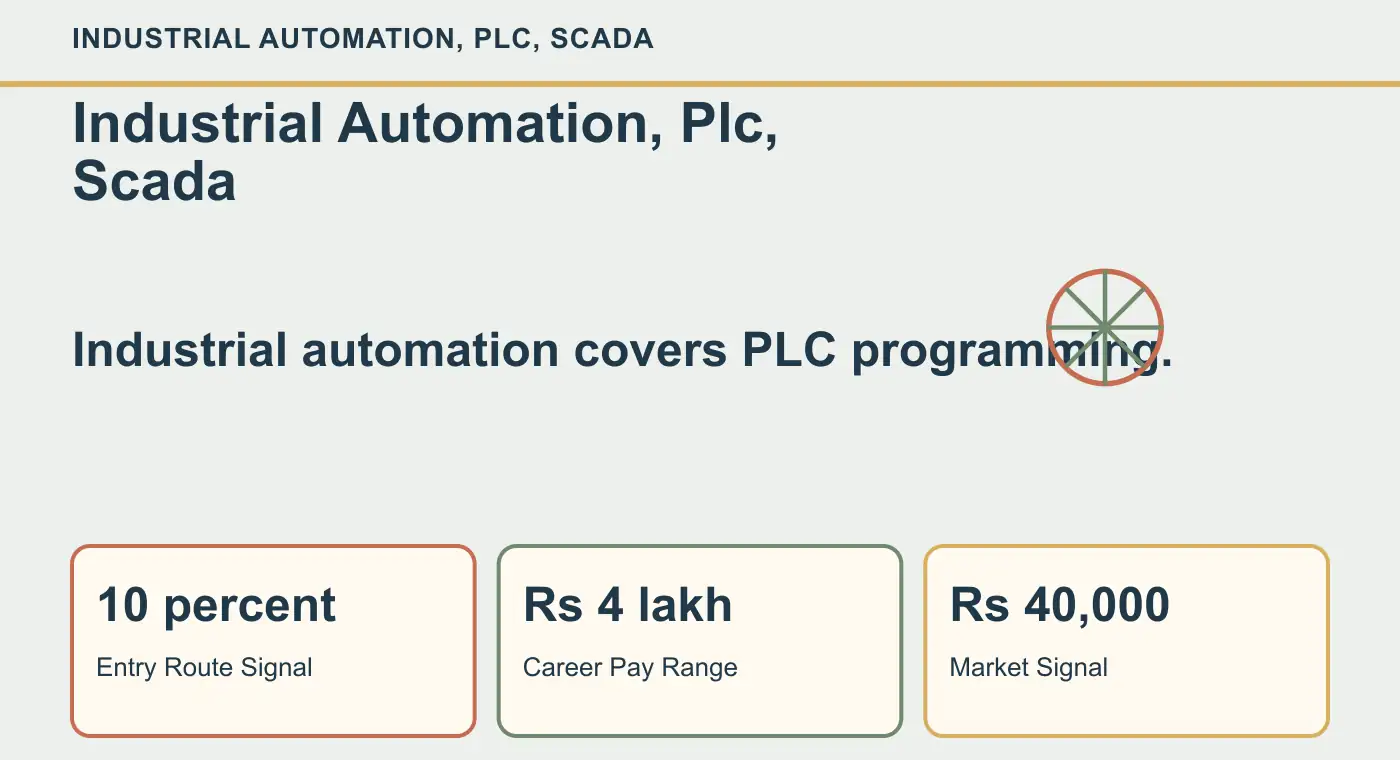 INDUSTRIAL AUTOMATION, PLC, SCADA
Industrial Automation, Plc,
Scada
Industrial automation covers PLC programming.
10 percent
Entry Route Signal
Rs 4 lakh
Career Pay Range
Rs 40,000
Market Signal